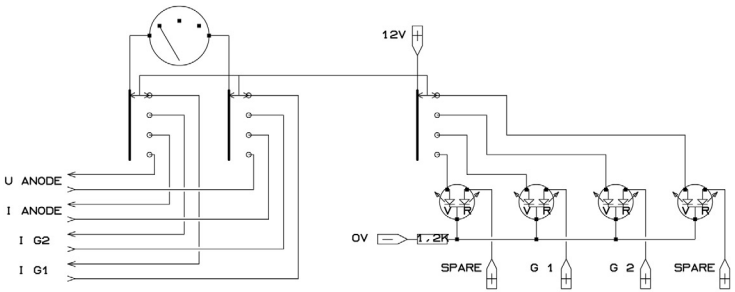 12V
U ANODE
I ANODE
I G2
I G1
V R
V R
V R
V R
0V
1,2K
SPARE
G 1
G 2
SPARE